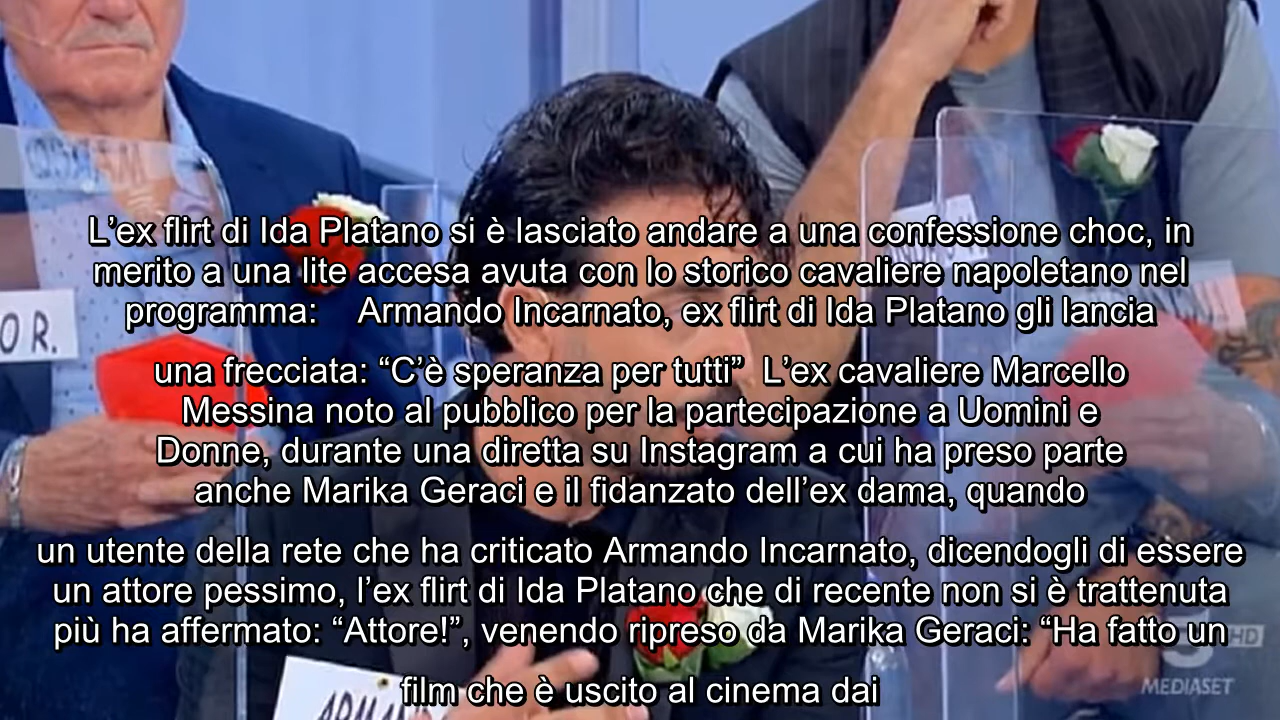 MARCO
L’ex flirt di Ida Platano si è lasciato andare a una confessione choc, in
merito a una lite accesa avuta con lo storico cavaliere napoletano nel
programma: Armando Incarnato, ex flirt di Ida Platano gli lancia
O R.
una frecciata: “C’è speranza per tutti” L’ex cavaliere Marcello
Messina noto al pubblico per la partecipazione a Uomini e
Donne, durante una diretta su Instagram a cui ha preso parte
anche Marika Geraci e il fidanzato dell’ex dama, quando
un utente della rete che ha criticato Armando Incarnato, dicendogli di essere
un attore pessimo, l’ex flirt di Ida Platano che di recente non si è trattenuta
più ha affermato: “Attore!”, venendo ripreso da Marika Geraci: “Ha fatto un
5 HD
MEDIASET
film che è uscito al cinema dai